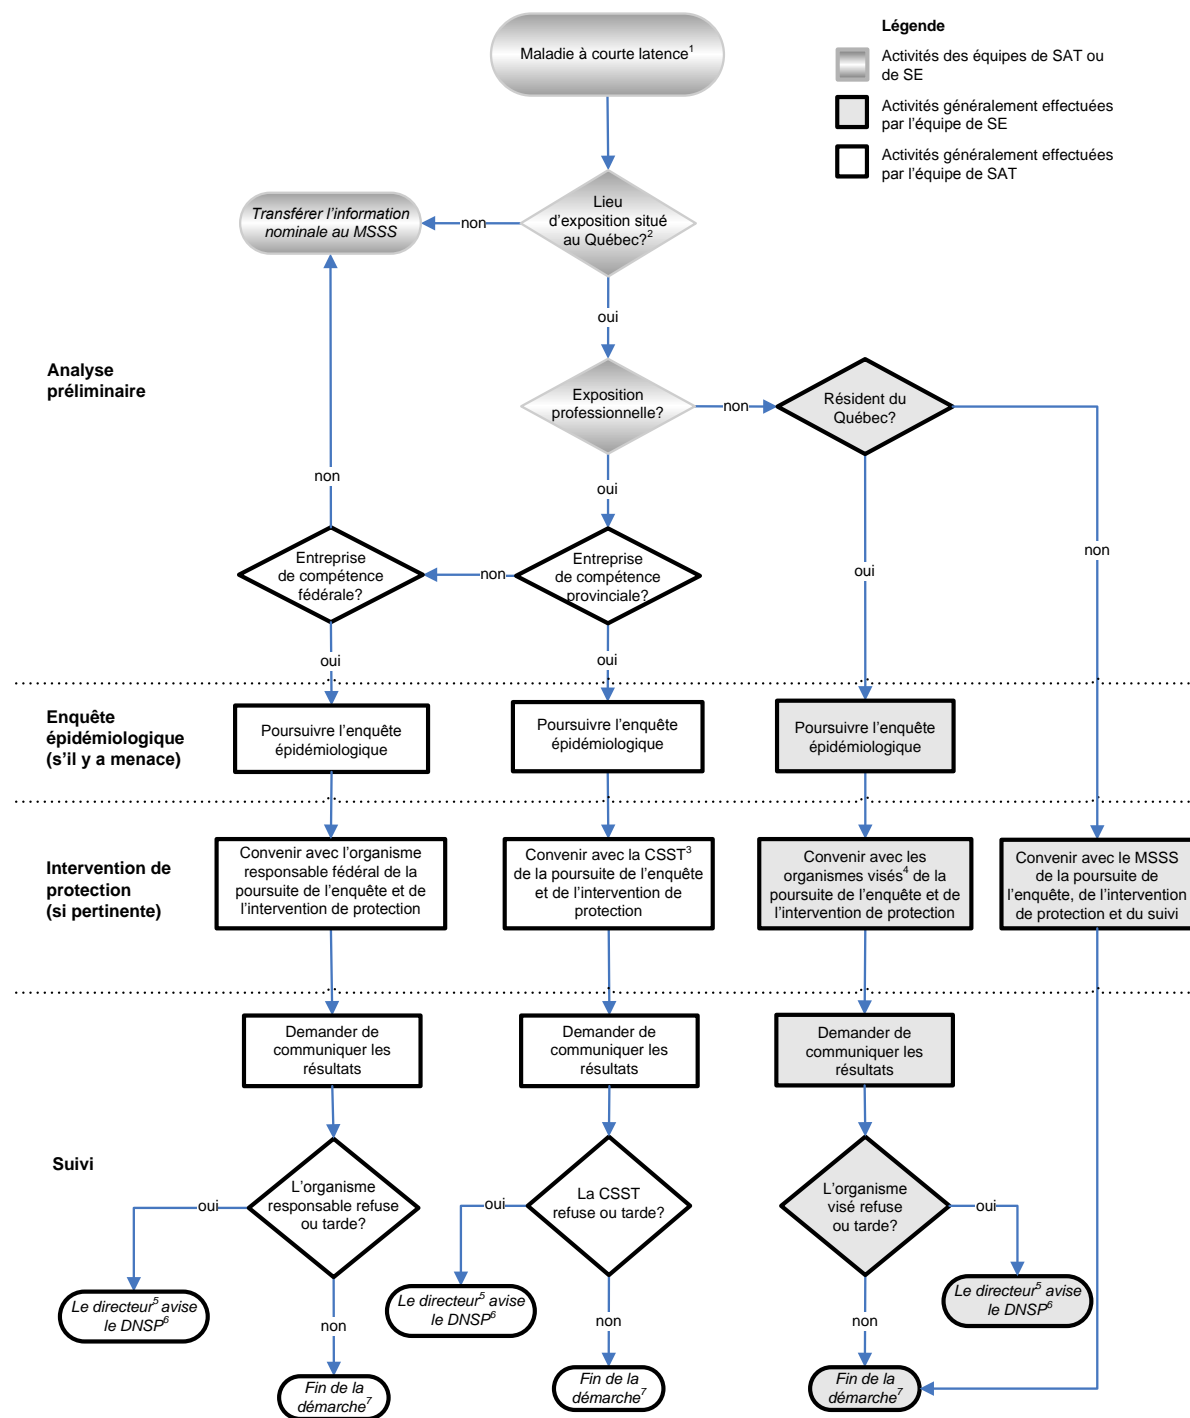 Légende
Activités des équipes de SAT ou
de SE
Activités généralement effectuées
par l'équipe de SE
Activités généralement effectuées
par l'équipe de SAT
Maladie à courte latence1
Lieu
d'exposition situé
au Québec?2
non
Transférer l'information
nominale au MSSS
oui
Analyse
préliminaire
Exposition
professionnelle?
non
Résident du
Québec?
non
oui
non
oui
Entreprise
de compétence
fédérale?
non
Entreprise
de compétence
provinciale?
oui
oui
Enquête
épidémiologique
(s'il y a menace)
Poursuivre l'enquête
épidémiologique
Poursuivre l'enquête
épidémiologique
Poursuivre l'enquête
épidémiologique
Intervention de
protection
(si pertinente)
Convenir avec l'organisme
responsable fédéral de la
poursuite de l'enquête et de
l'intervention de protection
Convenir avec la CSST3
de la poursuite de l'enquête
et de l'intervention de
protection
Convenir avec les
organismes visés4 de la
poursuite de l'enquête et de
l'intervention de protection
Convenir avec le MSSS
de la poursuite de
l'enquête, de l'intervention
de protection et du suivi
Demander de
communiquer les
résultats
Demander de
communiquer les
résultats
Demander de
communiquer les
résultats
Suivi
L'organisme
responsable refuse
ou tarde?
La CSST
refuse ou tarde?
L'organisme
visé refuse
ou tarde?
oui
oui
oui
Le directeur5 avise
le DNSP6
Le directeur5 avise
le DNSP6
Le directeur5 avise
le DNSP6
non
non
non
Fin de la
démarche7
Fin de la
démarche7
Fin de la
démarche7